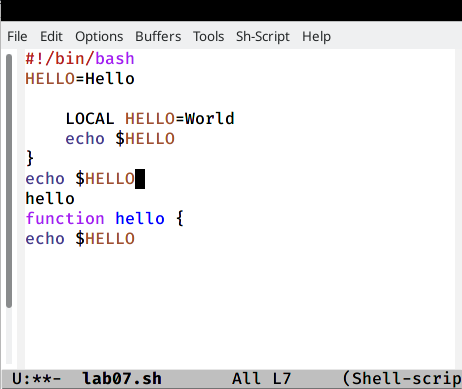 File Edit Options Buffers Tools Sh-Script Help
#!/bin/bash
HELLO=Hello
LOCAL HELLO=World
echo $HELLO
}
echo $HELLO
hello
function hello {
echo $HELLO
U:**- lab07.sh All L7 (Shell-scrip